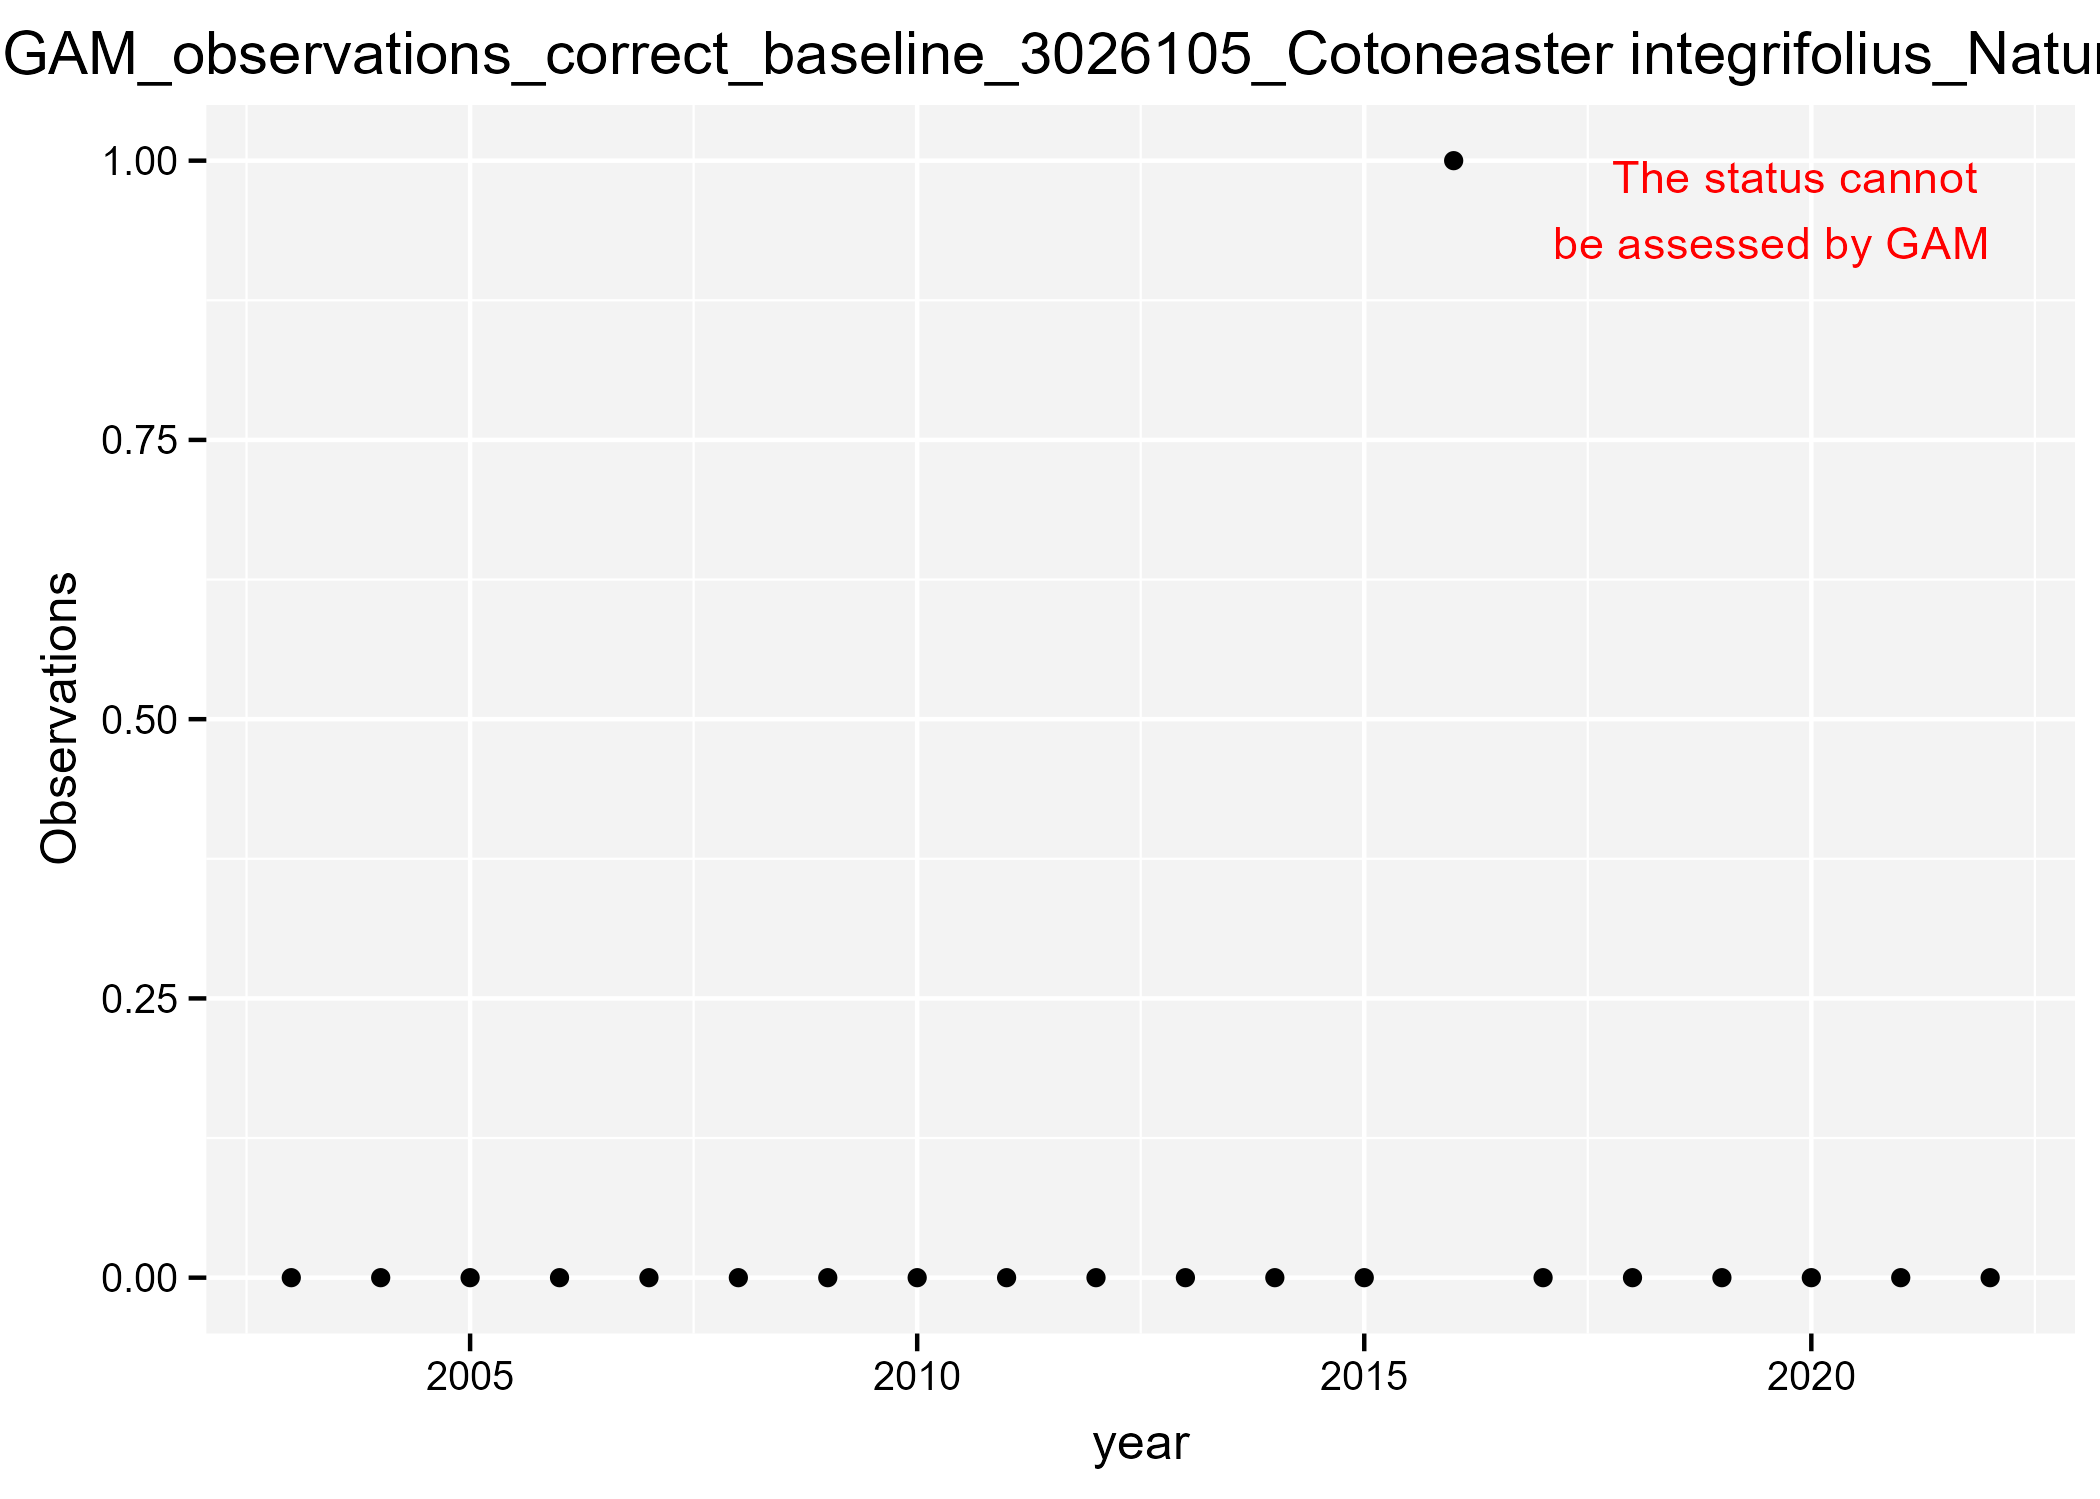 GAM_observations_correct_baseline_3026105_Cotoneaster integrifolius_Natu
1.00
The status cannot
be assessed by GAM
0.75
Observations
0.50
0.25
0.00
2005 2010 2015 2020
year